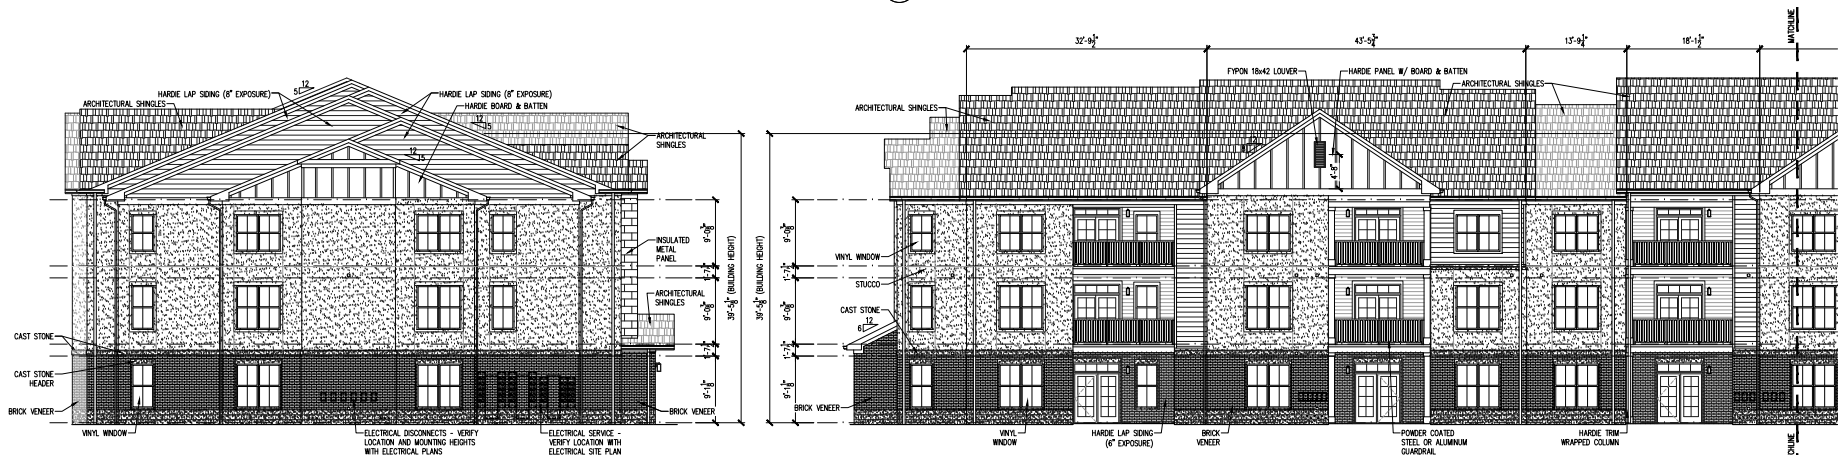 HARDIE LAP SIDING (8" EXPOSURE)
ARCHITECTURAL SHINGLES
12
5
HARDIE LAP SIDING (8" EXPOSURE)
HARDIE BOARD & BATTEN
12
5
12
5
ARCHITECTURAL
SHINGLES
INSULATED
METAL
PANEL
ARCHITECTURAL
SHINGLES
CAST STONE
CAST STONE
HEADER
BRICK VENEER
VINYL WINDOW
ELECTRICAL DISCONNECTS - VERIFY
LOCATION AND MOUNTING HEIGHTS
WITH ELECTRICAL PLANS
ELECTRICAL SERVICE -
VERIFY LOCATION WITH
ELECTRICAL SITE PLAN
BRICK VENEER
(BUILDING HEIGHT)
(BUILDING HEIGHT)
32'-9 1/2"
43'-5 3/4"
13'-9 1/4"
18'-1 1/2"
MATCHLINE
FYPON 18x42 LOUVER
HARDIE PANEL W/ BOARD & BATTEN
ARCHITECTURAL SHINGLES
ARCHITECTURAL SHINGLES
12
8
4'-8"
VINYL WINDOW
STUCCO
CAST STONE
12
6
BRICK VENEER
VINYL
WINDOW
HARDIE LAP SIDING
(6" EXPOSURE)
BRICK
VENEER
POWDER COATED
STEEL OR ALUMINUM
GUARDRAIL
HARDIE TRIM
WRAPPED COLUMN
CHLINE